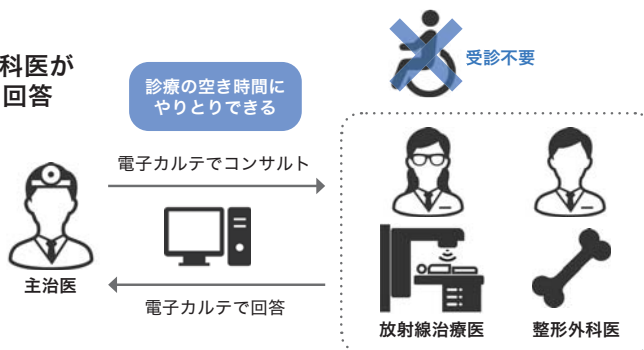 科医が
回答
診療の空き時間に
やりとりできる
受診不要
電子カルテでコンサルト
主治医
電子カルテで回答
放射線治療医
整形外科医